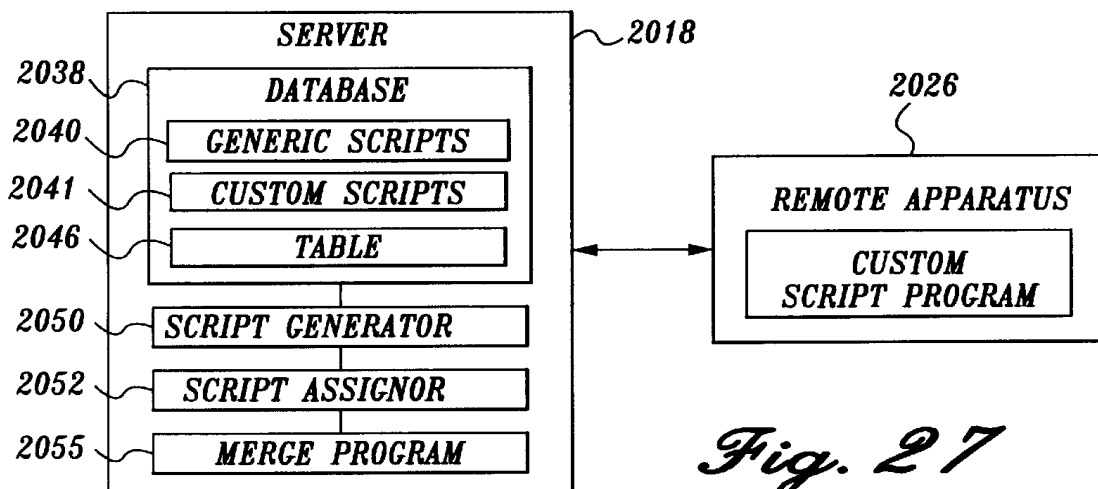 SERVER
2018
2038
DATABASE
2040
GENERIC SCRIPTS
2041
CUSTOM SCRIPTS
2046
TABLE
2050
SCRIPT GENERATOR
2052
SCRIPT ASSIGNOR
2055
MERGE PROGRAM
2026
REMOTE APPARATUS
CUSTOM
SCRIPT PROGRAM
Fig. 27